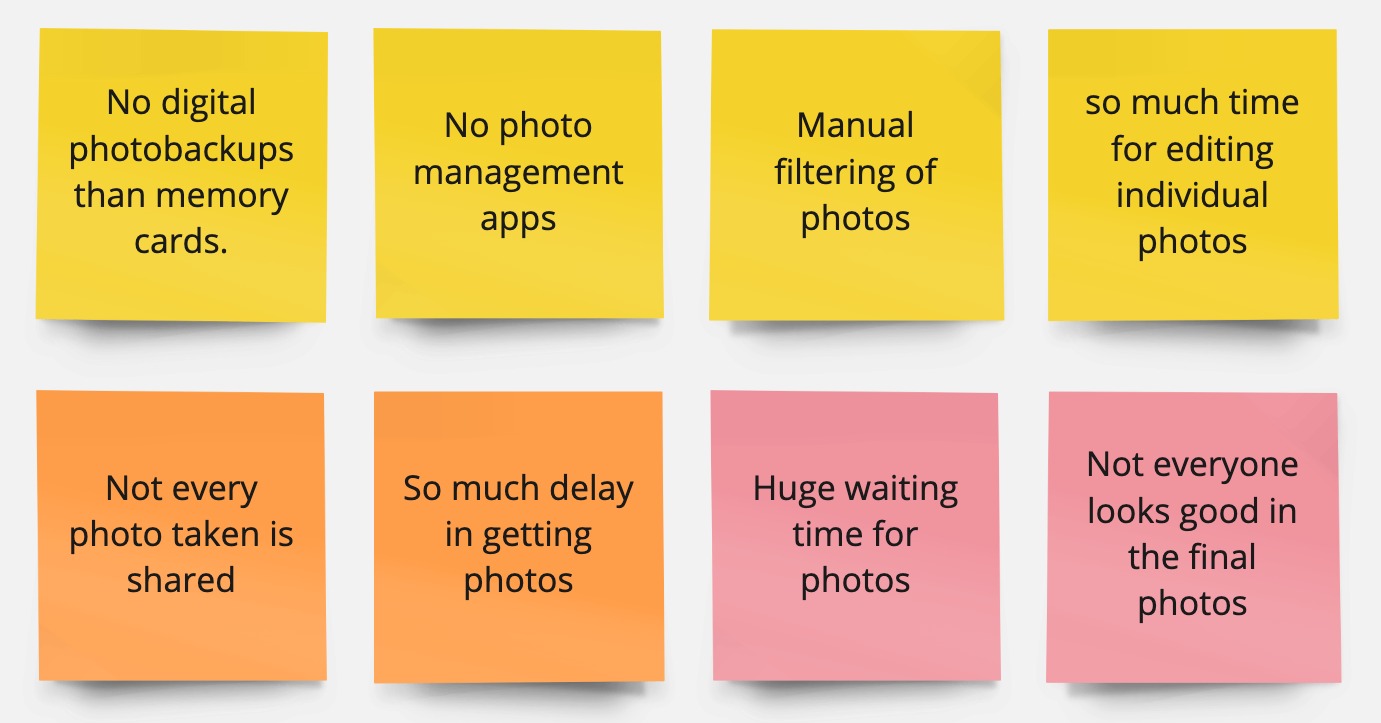 No digital
photobackups
than memory
cards.
No photo
management
apps
Manual
filtering of
photos
so much time
for editing
individual
photos
Not every
photo taken is
shared
So much delay
in getting
photos
Huge waiting
time for
photos
Not everyone
looks good in
the final
photos